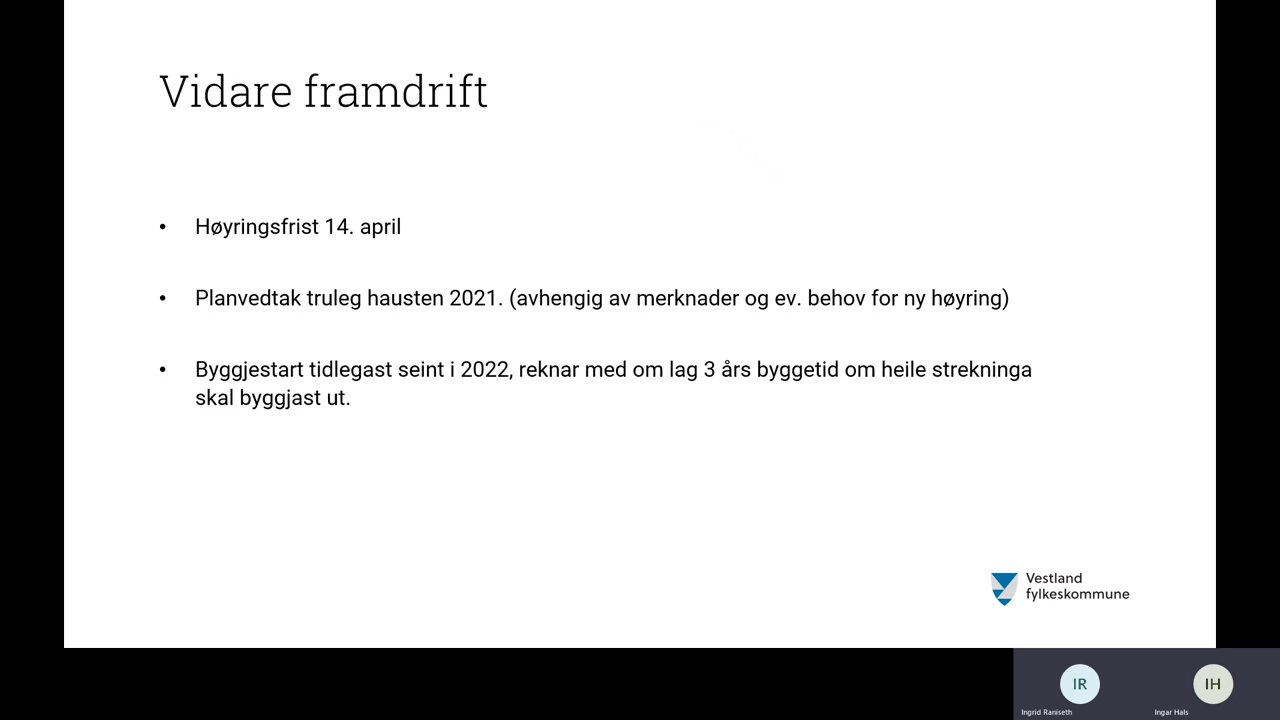 Vidare framdrift
• Høyringsfrist 14. april
• Planvedtak truleg hausten 2021. (avhengig av merknader og ev. behov for ny høyring)
• Byggjestart tidlegast seint i 2022, reknar med om lag 3 års byggetid om heile strekninga
skal byggjast ut.
Vestland
fylkeskommune
IR
IH
Ingrid Raniseth
Ingar Hals